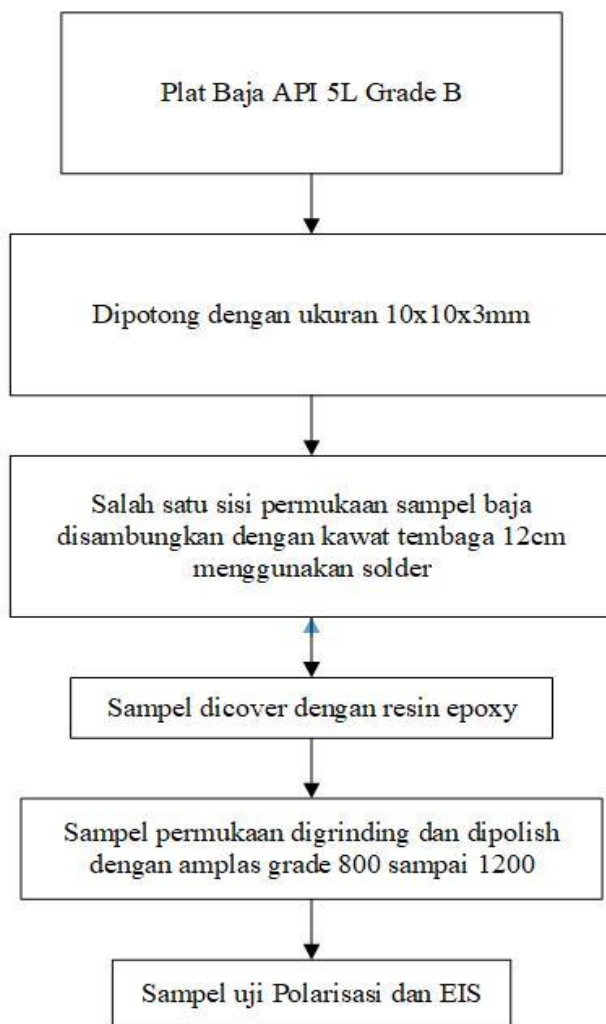 Plat Baja API 5L Grade B
Dipotong dengan ukuran 10x10x3mm
Salah satu sisi permukaan sampel baja
disambungkan dengan kawat tembaga 12cm
menggunakan solder
Sampel dicover dengan resin epoxy
Sampel permukaan digrinding dan dipolish
dengan amplas grade 800 sampai 1200
Sampel uji Polarisasi dan EIS